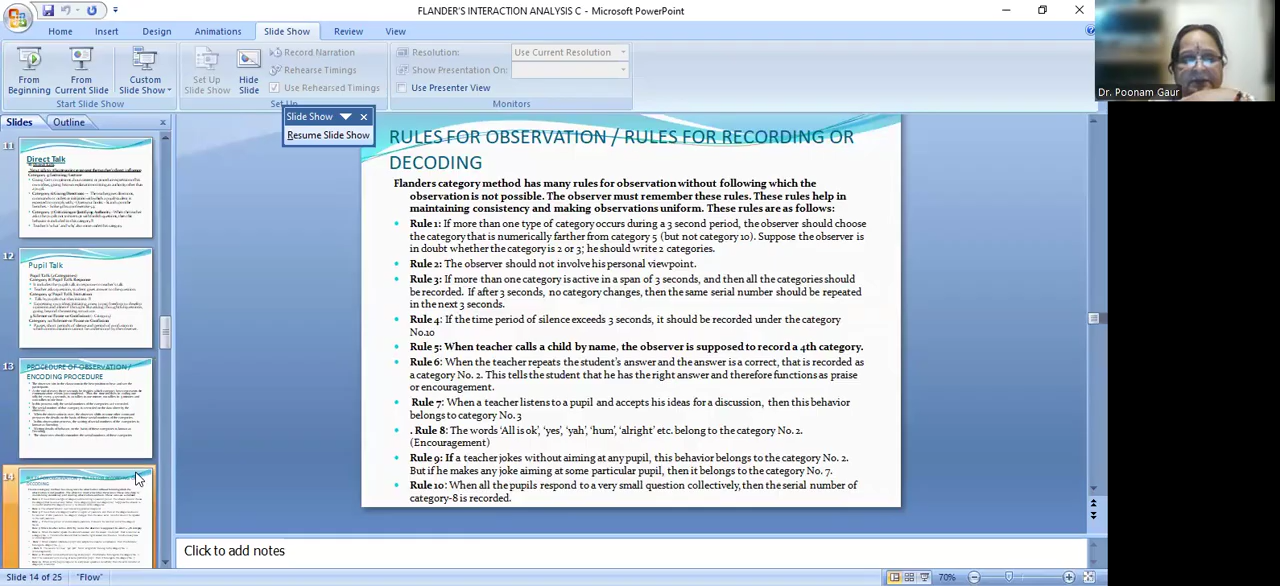 FLANDER'S INTERACTION ANALYSIS C - Microsoft PowerPoint
Home Insert Design Animations Slide Show Review View
From Beginning
From Current Slide
Custom Slide Show
Start Slide Show
Set Up Slide Show
Hide Slide
Record Narration
Rehearse Timings
Use Rehearsed Timings
Resolution: Use Current Resolution
Show Presentation On:
Use Presenter View
Monitors
Dr. Poonam Gaur
Slide Show
Resume Slide Show
Slides Outline
11
Direct Talk
12
Pupil Talk
13
PROCEDURE OF OBSERVATION /
ENCODING PROCEDURE
14
RULES FOR OBSERVATION / RULES FOR RECORDING OR
DECODING
Flanders category method has many rules for observation without following which the
observation is not possible. The observer must remember these rules. These rules help in
maintaining consistency and making observations uniform. These rules are as follows:
Rule 1: If more than one type of category occurs during a 3 second period, the observer should choose
the category that is numerically farther from category 5 (but not category 10). Suppose the observer is
in doubt whether the category is 2 or 3; he should write 2 categories.
Rule 2: The observer should not involve his personal viewpoint.
Rule 3: If more than one category is active in a span of 3 seconds, and then all the categories should
be recorded. If after 3 seconds, no category changes, then the same serial number should be repeated
in the next 3 seconds.
Rule 4: If the time of silence exceeds 3 seconds, it should be recorded under the category
No.10
Rule 5: When teacher calls a child by name, the observer is supposed to record a 4th category.
Rule 6: When the teacher repeats the student's answer and the answer is a correct, that is recorded as
a category No. 2. This tells the student that he has the right answer and therefore functions as praise
or encouragement.
Rule 7: When a teacher listens to a pupil and accepts his ideas for a discussion, then this behavior
belongs to category No. 3
. Rule 8: The words 'Ah! is ok', 'yes', 'yah', 'hum', 'alright' etc. belong to the category No. 2.
(Encouragement)
Rule 9: If a teacher jokes without aiming at any pupil, this behavior belongs to the category No. 2.
But if he makes any joke aiming at some particular pupil, then it belongs to the category No. 7.
Rule 10: When all the pupils respond to a very small question collectively, then the serial number of
category-8 is recorded.
Click to add notes
Slide 14 of 25 "Flow" 70%